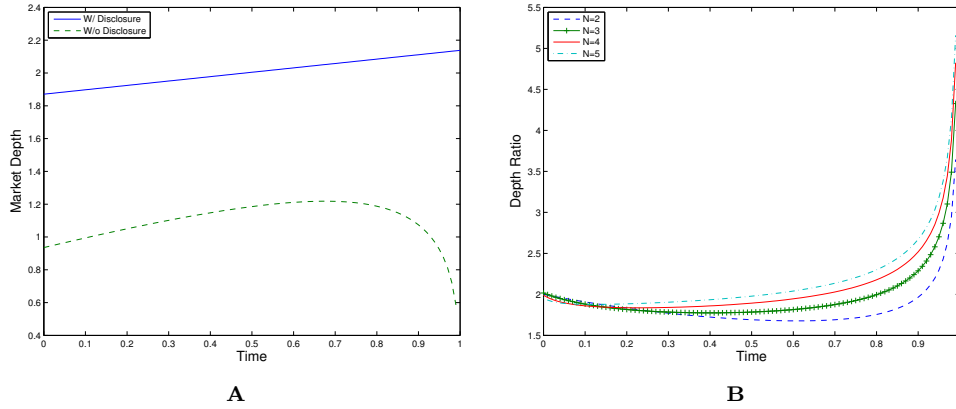 W/ Disclosure
W/o Disclosure
Market Depth
2.4
2.2
2
1.8
1.6
1.4
1.2
1
0.8
0.6
0.4
0 0.1 0.2 0.3 0.4 0.5 0.6 0.7 0.8 0.9 1
Time
A
N=2
N=3
N=4
N=5
Depth Ratio
5.5
5
4.5
4
3.5
3
2.5
2
1.5
0 0.1 0.2 0.3 0.4 0.5 0.6 0.7 0.8 0.9
Time
B